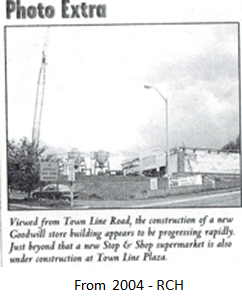 Photo Extra
Viewed from Town Line Road, the construction of a new
Goodwill store building appears to be progressing rapidly.
Just beyond that a new Stop & Shop supermarket is also
under construction at Town Line Plaza.
From 2004 - RCH